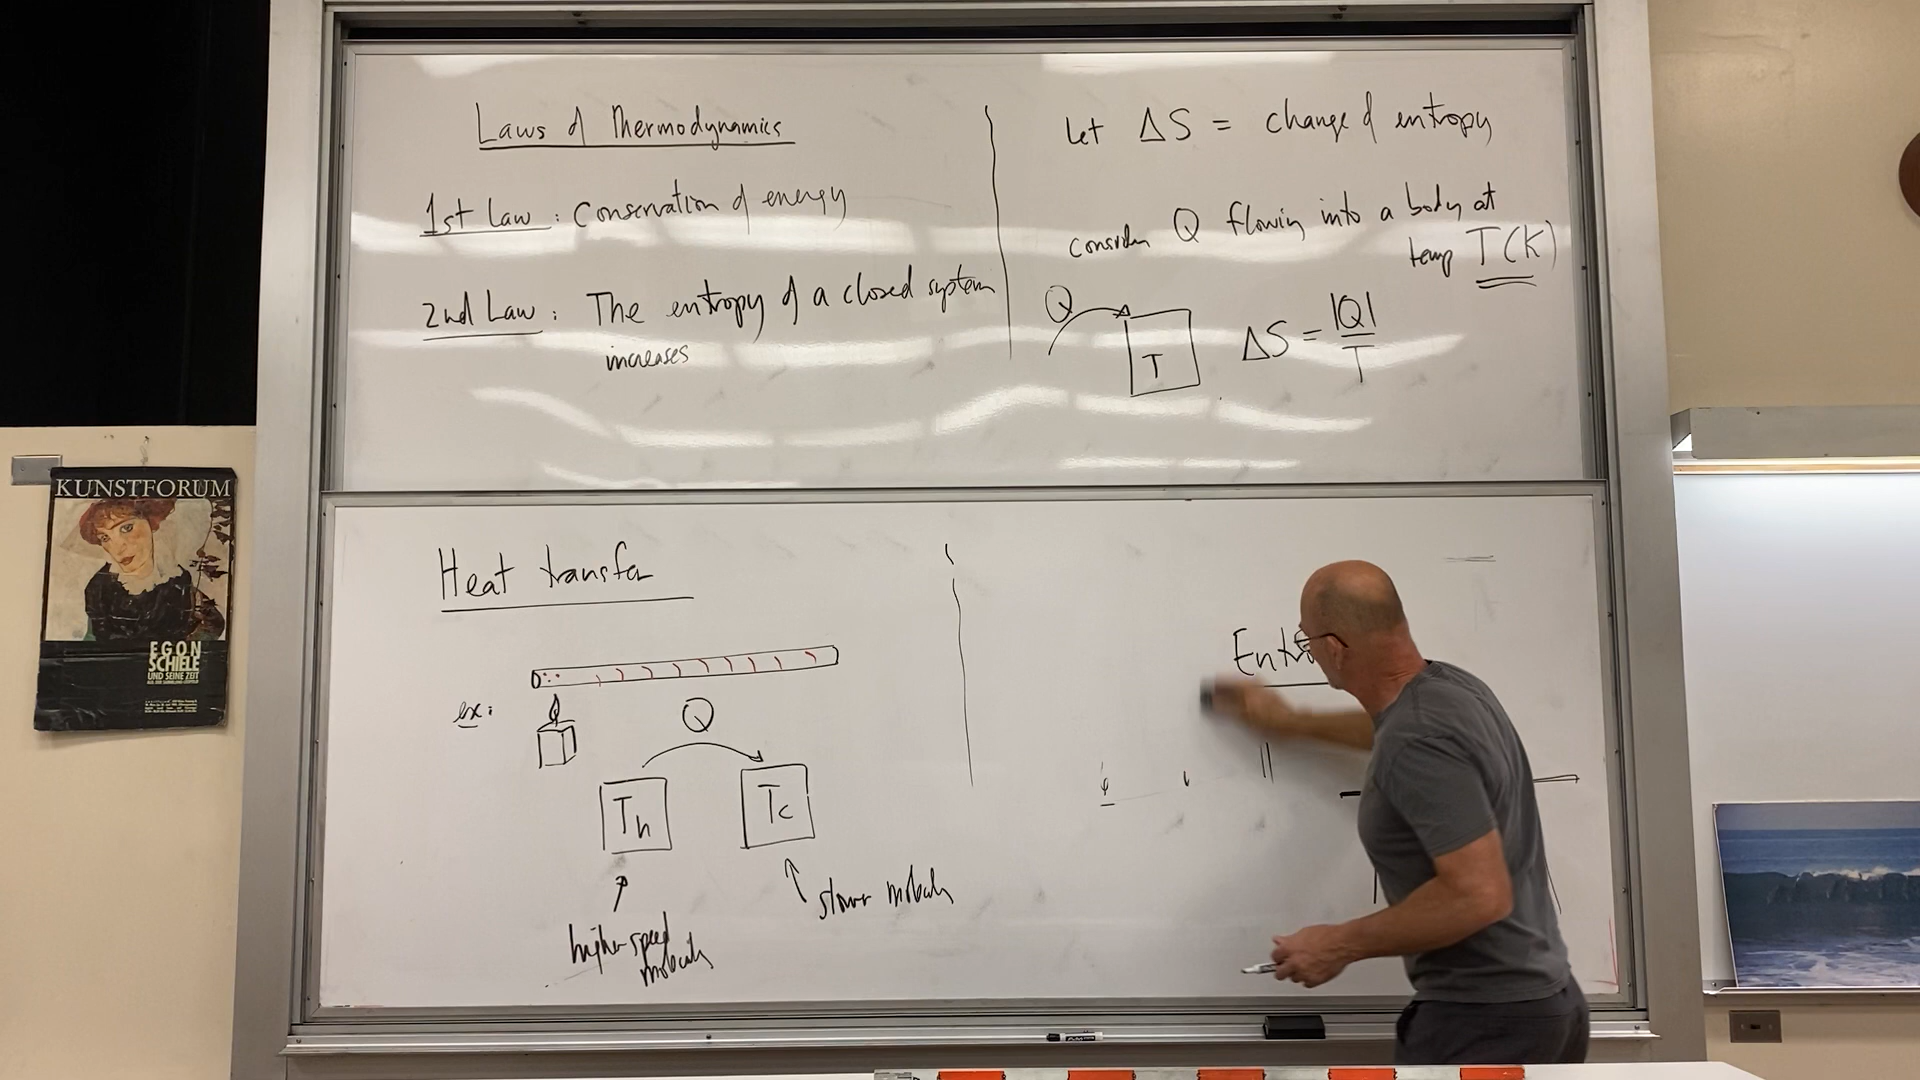 Laws of Thermodynamics
1st Law: Conservation of energy
2nd Law: The entropy of a closed system
increases
Let ΔS = change of entropy
consider Q flowing into a body at
temp T(K)
Q
T
ΔS = |Q|/T
Heat transfer
ex:
Q
Th
Tc
higher-speed
molecules
slower molecules
Entro
KUNSTFORUM
EGON
SCHIELE
UND SEINE ZEIT